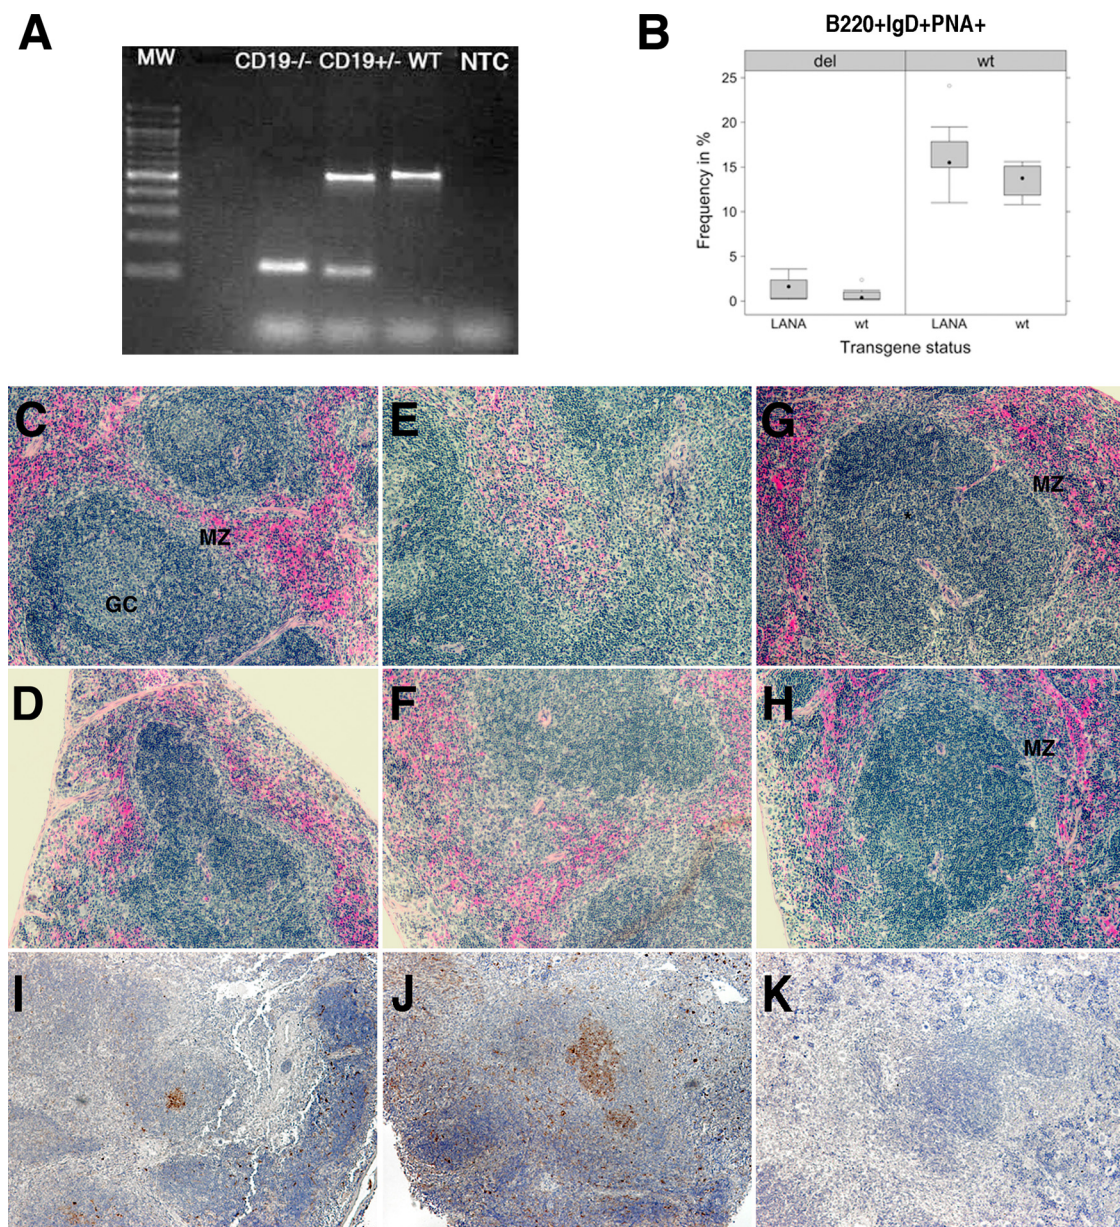 A
MW CD19-/- CD19+/- WT NTC
B
B220+IgD+PNA+
del wt
25
20
15
10
5
0
Frequency in %
LANA wt LANA wt
Transgene status
C
MZ
GC
E
G
MZ
*
D
F
H
MZ
I
J
K